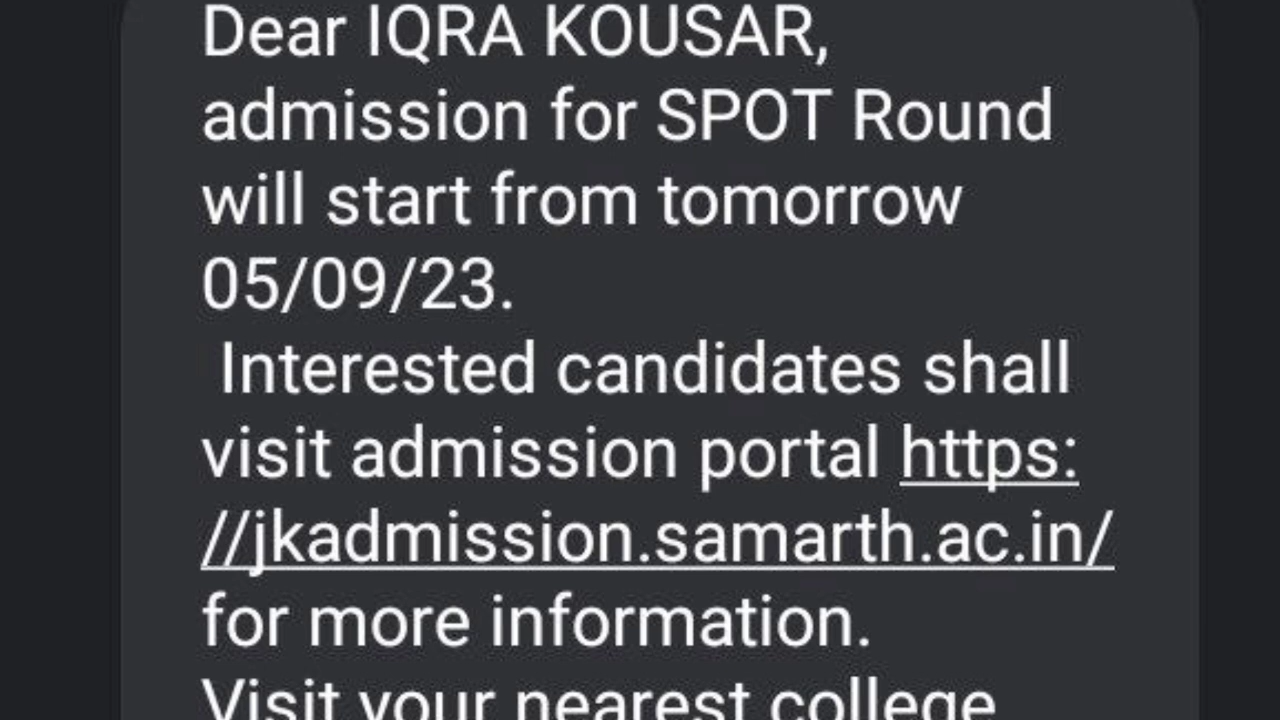 Dear IQRA KOUSAR,
admission for SPOT Round
will start from tomorrow
05/09/23.
Interested candidates shall
visit admission portal https:
//jkadmission.samarth.ac.in/
for more information.
Visit your nearest college